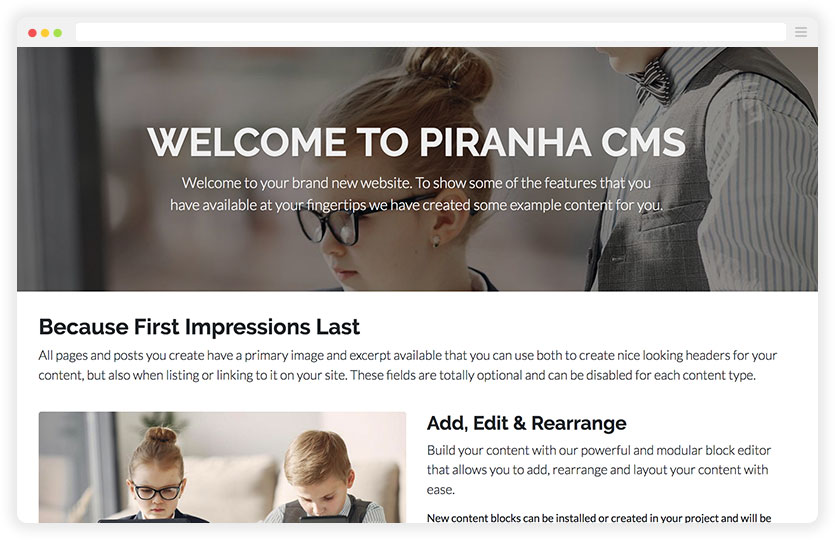 WELCOME TO PIRANHA CMS
Welcome to your brand new website. To show some of the features that you
have available at your fingertips we have created some example content for you.
Because First Impressions Last
All pages and posts you create have a primary image and excerpt available that you can use both to create nice looking headers for your
content, but also when listing or linking to it on your site. These fields are totally optional and can be disabled for each content type.
Add, Edit & Rearrange
Build your content with our powerful and modular block editor
that allows you to add, rearrange and layout your content with
ease.
New content blocks can be installed or created in your project and will be